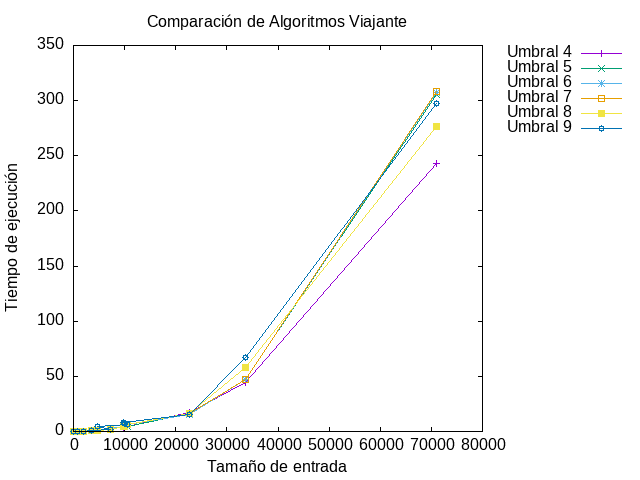 Comparación de Algoritmos Viajante
350
300
250
200
150
100
50
0
0 10000 20000 30000 40000 50000 60000 70000 80000
Tiempo de ejecución
Tamaño de entrada
Umbral 4
Umbral 5
Umbral 6
Umbral 7
Umbral 8
Umbral 9